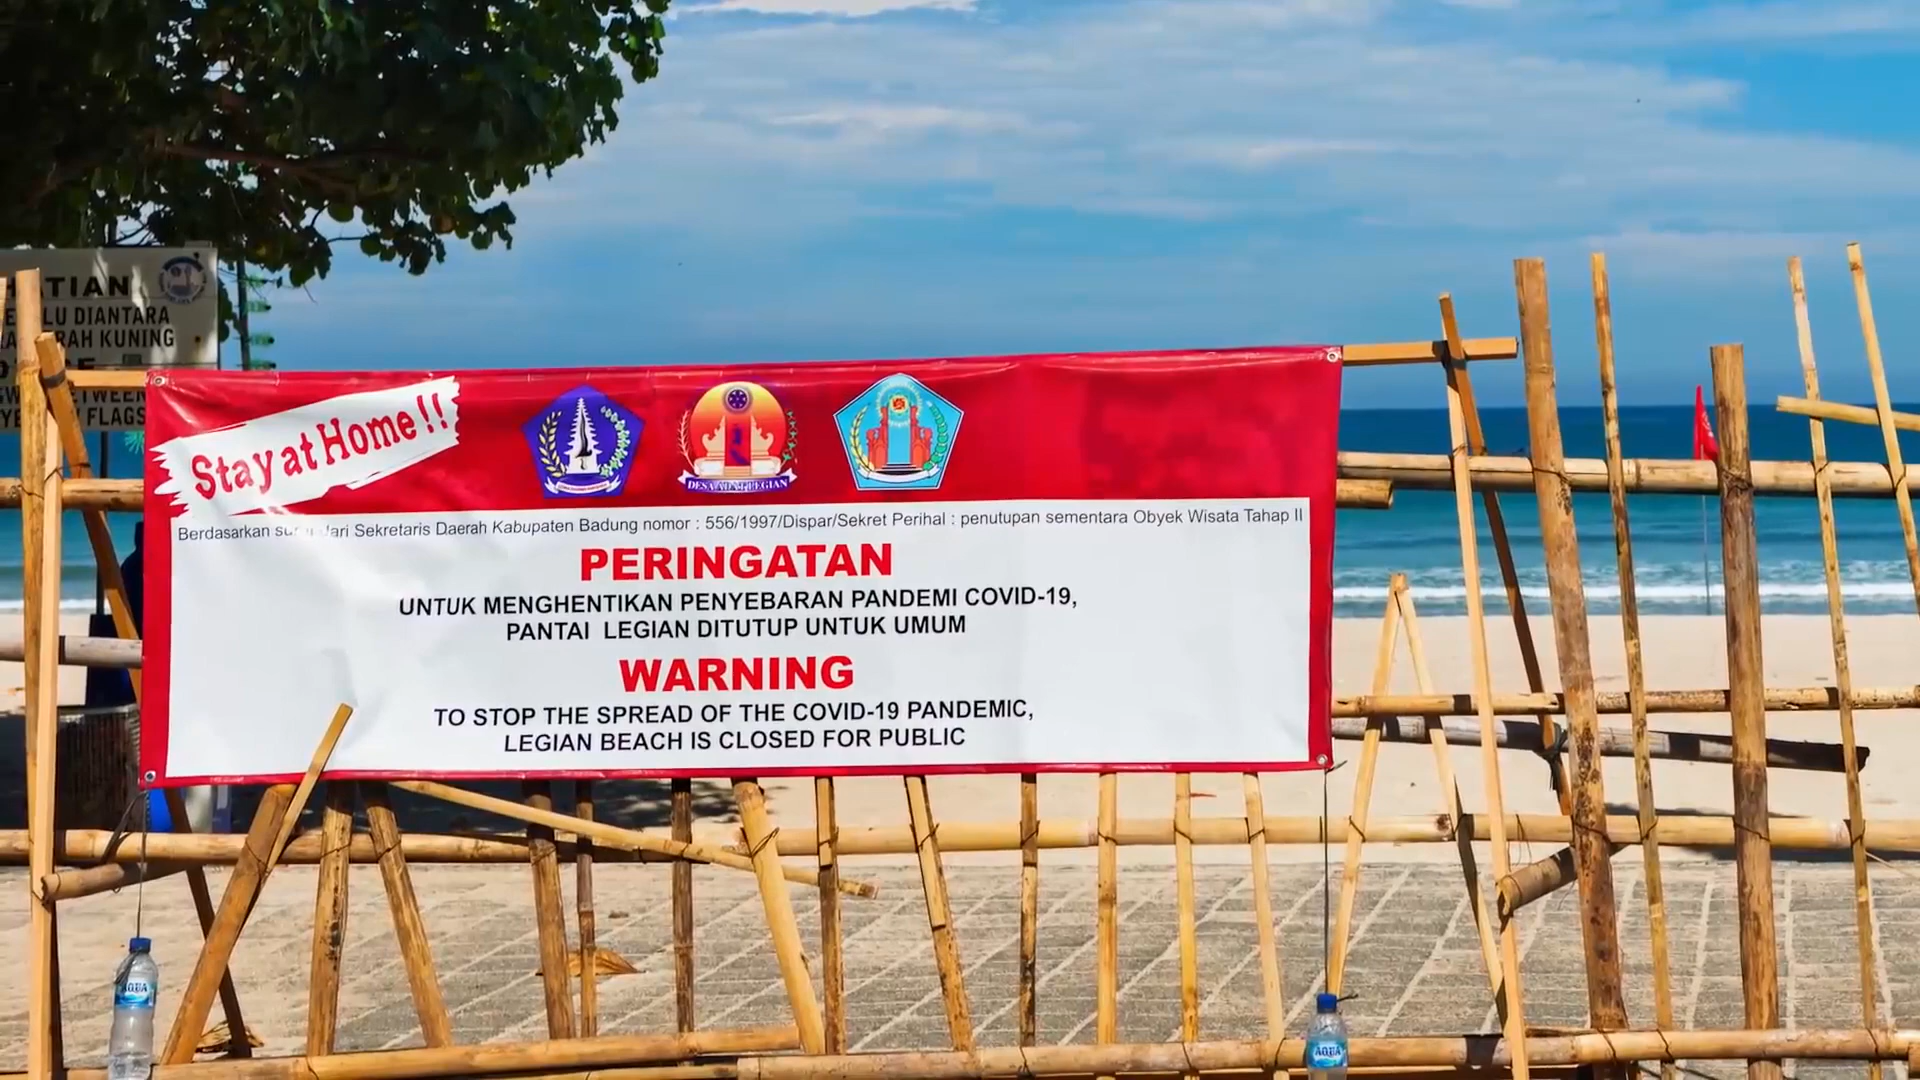 Stay at Home !!
DESA ADAT LEGIAN
Berdasarkan surat dari Sekretaris Daerah Kabupaten Badung nomor : 556/1997/Dispar/Sekret Perihal : penutupan sementara Obyek Wisata Tahap II
PERINGATAN
UNTUK MENGHENTIKAN PENYEBARAN PANDEMI COVID-19,
PANTAI LEGIAN DITUTUP UNTUK UMUM
WARNING
TO STOP THE SPREAD OF THE COVID-19 PANDEMIC,
LEGIAN BEACH IS CLOSED FOR PUBLIC
DIANTARA
KUNING
FLAGS
AQUA
AQUA